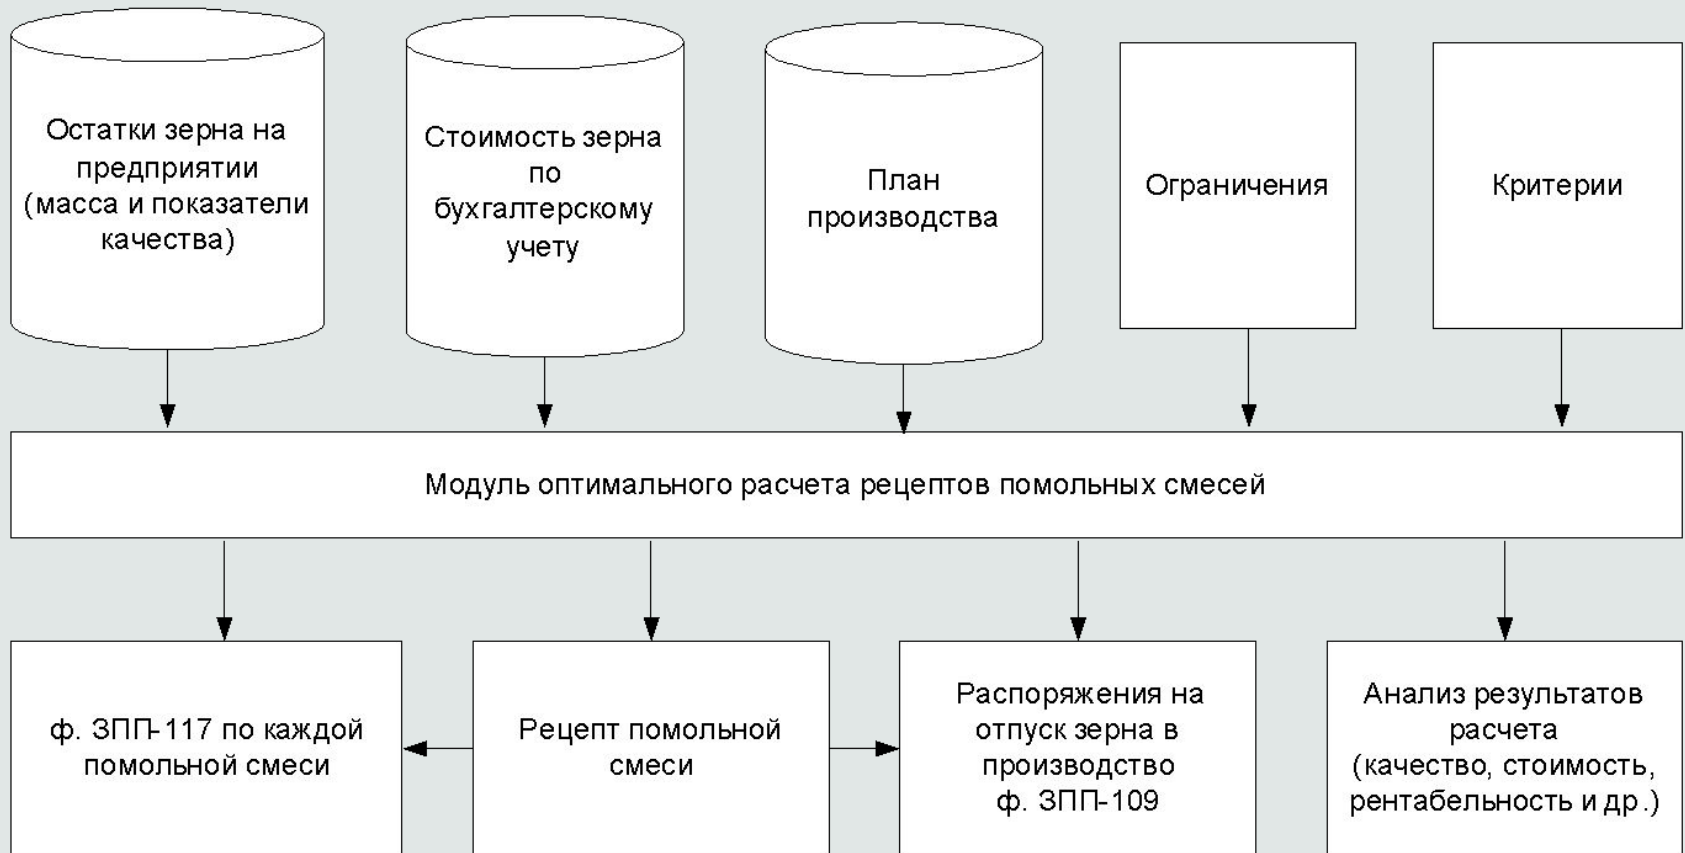 Остатки зерна на
предприятии
(масса и показатели
качества)
Стоимость зерна
по
бухгалтерскому
учету
План
производства
Ограничения
Критерии
Модуль оптимального расчета рецептов помольных смесей
ф. ЗПП-117 по каждой
помольной смеси
Рецепт помольной
смеси
Распоряжения на
отпуск зерна в
производство
ф. ЗПП-109
Анализ результатов
расчета
(качество, стоимость,
рентабельность и др.)